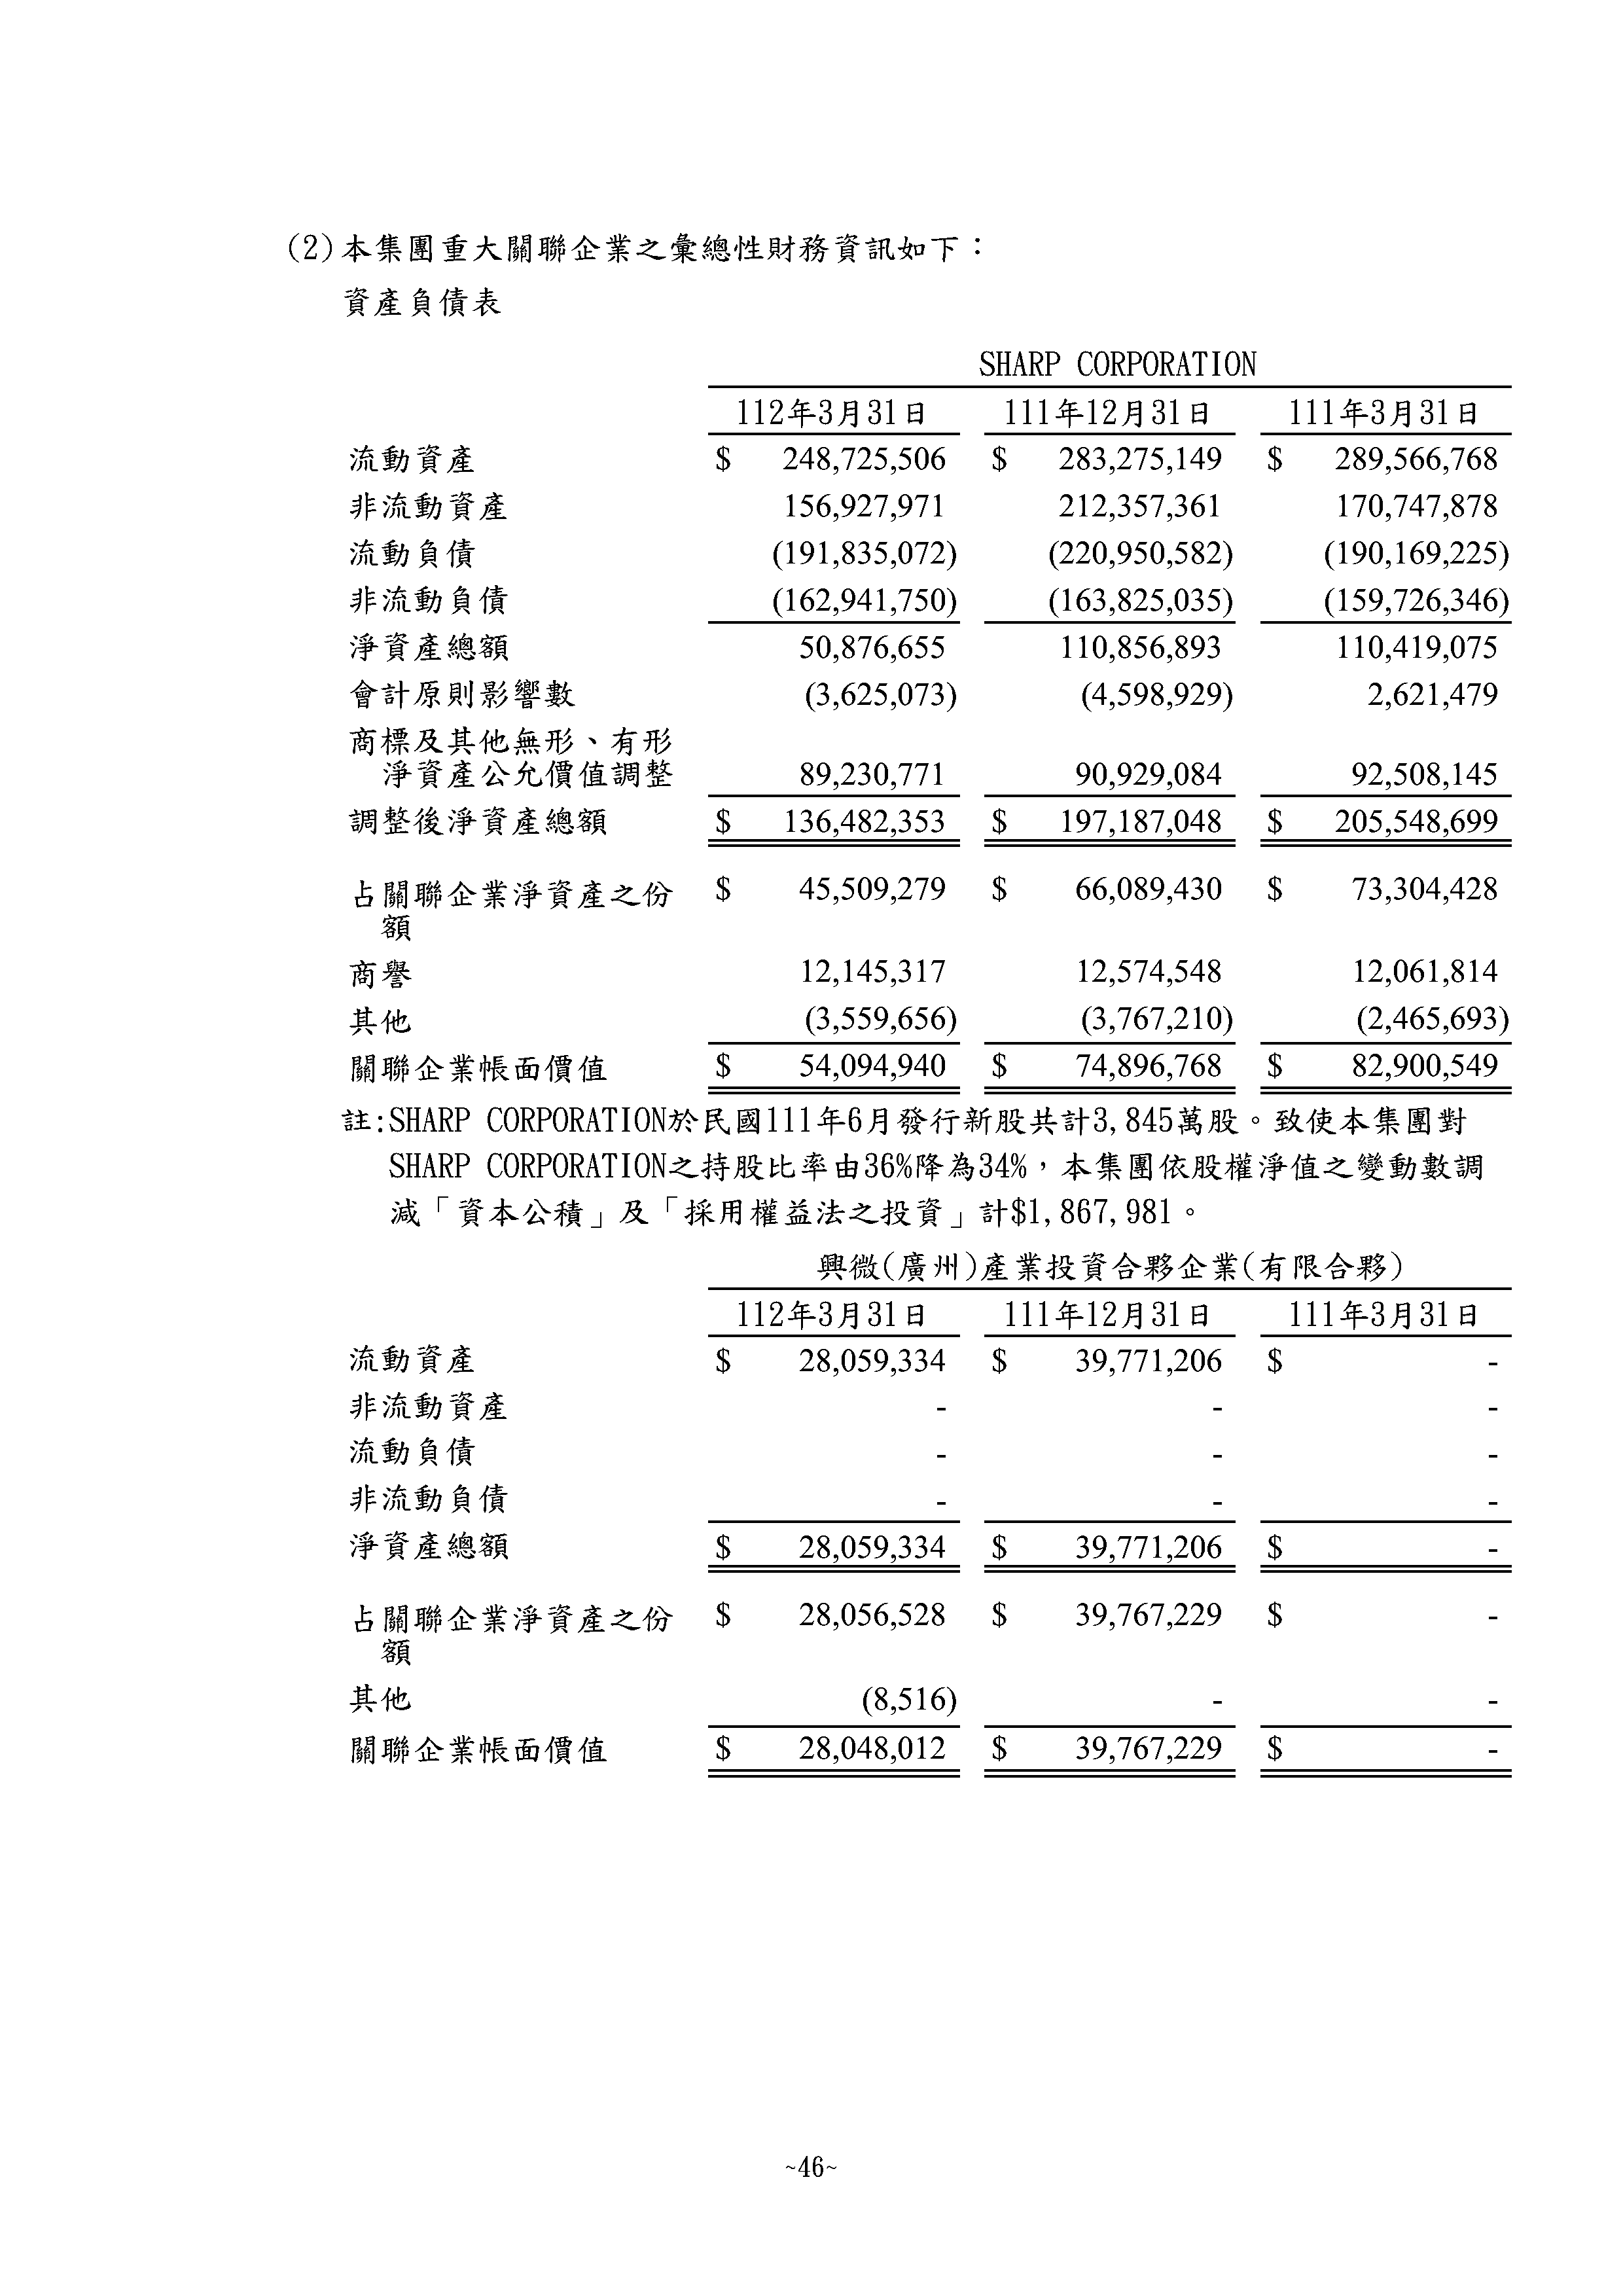 (2)本集團重大關聯企業之彙總性財務資訊如下：
資產負債表
SHARP CORPORATION
112年3月31日 111年12月31日 111年3月31日
流動資產 $ 248,725,506 $ 283,275,149 $ 289,566,768
非流動資產 156,927,971 212,357,361 170,747,878
流動負債 (191,835,072) (220,950,582) (190,169,225)
非流動負債 (162,941,750) (163,825,035) (159,726,346)
淨資產總額 50,876,655 110,856,893 110,419,075
會計原則影響數 (3,625,073) (4,598,929) 2,621,479
商標及其他無形、有形
淨資產公允價值調整 89,230,771 90,929,084 92,508,145
調整後淨資產總額 $ 136,482,353 $ 197,187,048 $ 205,548,699
占關聯企業淨資產之份 $ 45,509,279 $ 66,089,430 $ 73,304,428
額
商譽 12,145,317 12,574,548 12,061,814
其他 (3,559,656) (3,767,210) (2,465,693)
關聯企業帳面價值 $ 54,094,940 $ 74,896,768 $ 82,900,549
註:SHARP CORPORATION於民國111年6月發行新股共計3,845萬股。致使本集團對
SHARP CORPORATION之持股比率由36%降為34%，本集團依股權淨值之變動數調
減「資本公積」及「採用權益法之投資」計$1,867,981。
興微(廣州)產業投資合夥企業(有限合夥)
112年3月31日 111年12月31日 111年3月31日
流動資產 $ 28,059,334 $ 39,771,206 $ -
非流動資產 - - -
流動負債 - - -
非流動負債 - - -
淨資產總額 $ 28,059,334 $ 39,771,206 $ -
占關聯企業淨資產之份 $ 28,056,528 $ 39,767,229 $ -
額
其他 (8,516) - -
關聯企業帳面價值 $ 28,048,012 $ 39,767,229 $ -
~46~